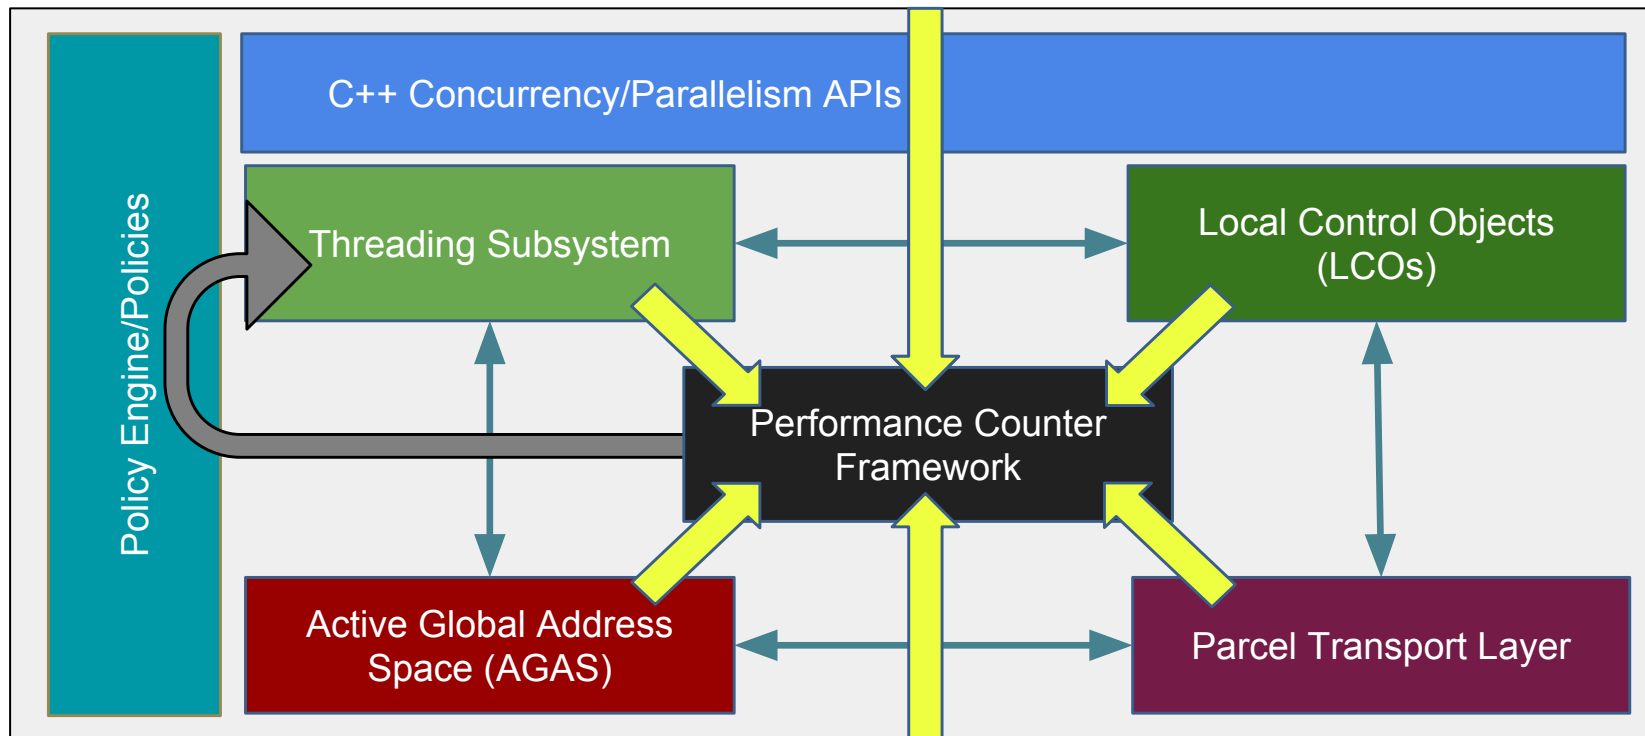 Policy Engine/Policies
C++ Concurrency/Parallelism APIs
Threading Subsystem
Local Control Objects
(LCOs)
Performance Counter
Framework
Active Global Address
Space (AGAS)
Parcel Transport Layer